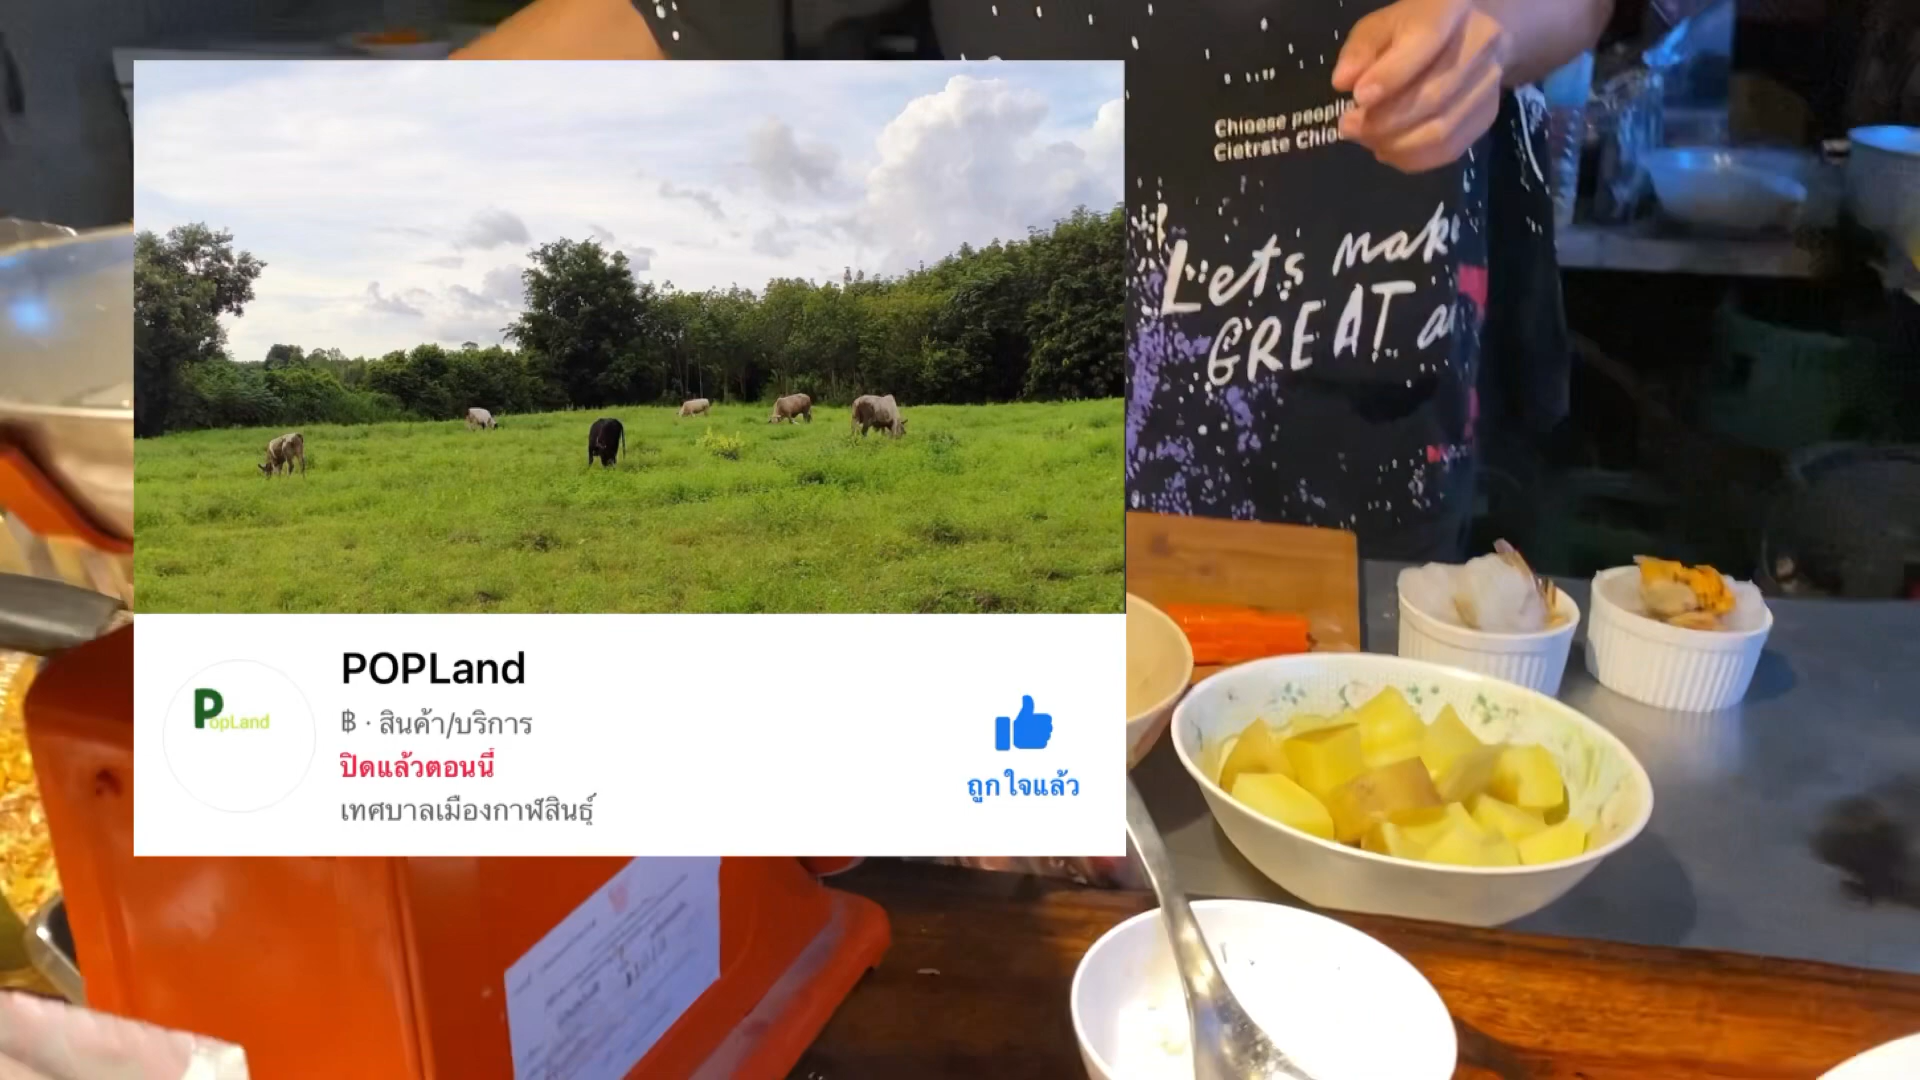 Chinese people
Let's make
GREAT a
POPLand
PopLand
฿ · สินค้า/บริการ
ปิดแล้วตอนนี้
เทศบาลเมืองกาฬสินธุ์
ถูกใจแล้ว